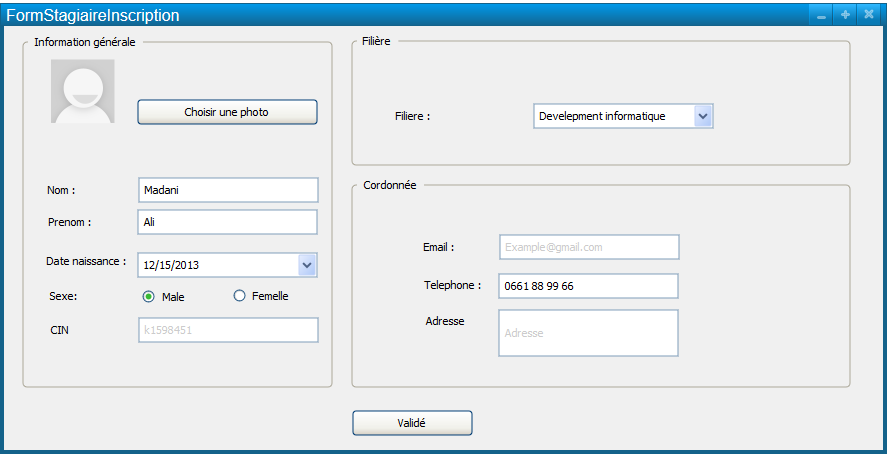 FormStagiaireInscription
Information générale
Choisir une photo
Nom :
Madani
Prenom :
Ali
Date naissance :
12/15/2013
Sexe:
Male
Femelle
CIN
k1598451
Filière
Filiere :
Develepment informatique
Cordonnée
Email :
Example@gmail.com
Telephone :
0661 88 99 66
Adresse
Adresse
Validé